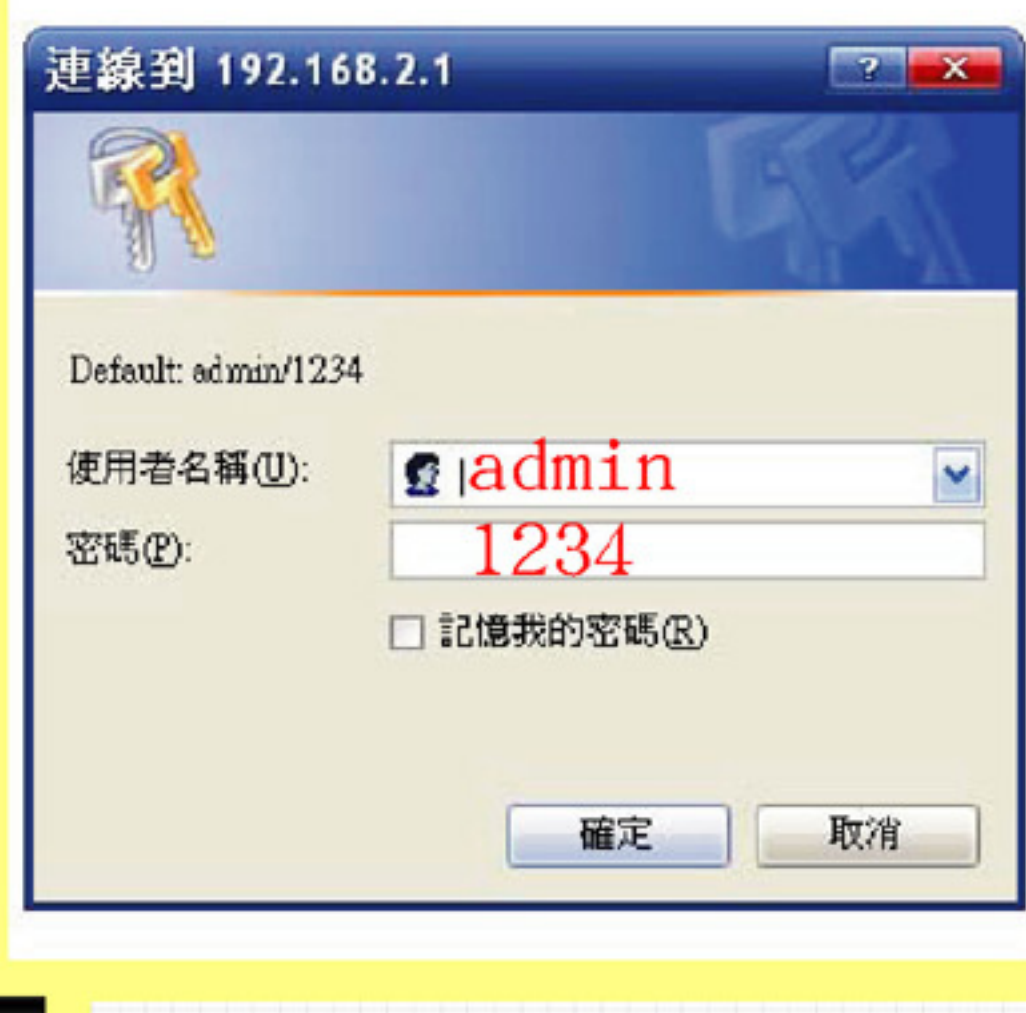 連線到 192.168.2.1
Default: admin/1234
使用者名稱(U): admin
密碼(P): 1234
記憶我的密碼(R)
確定 取消